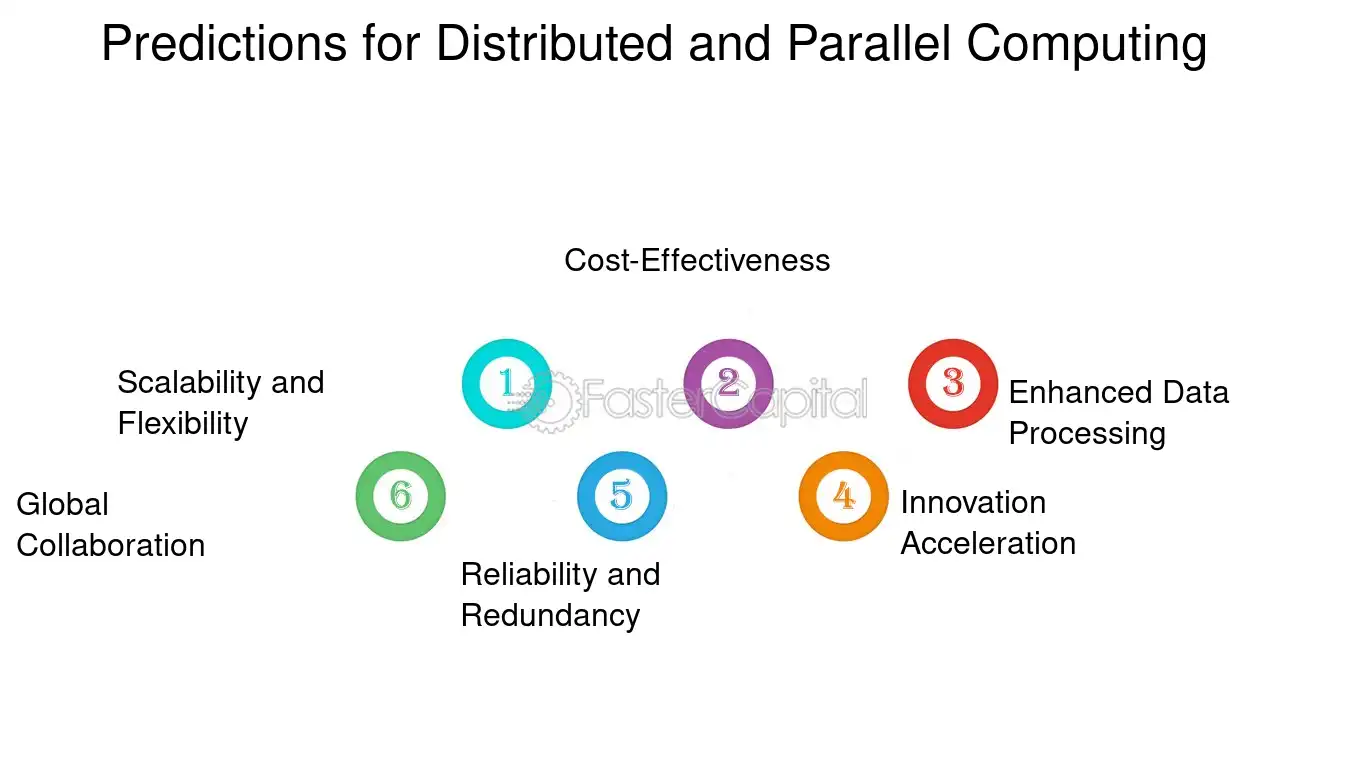 Predictions for Distributed and Parallel Computing
Cost-Effectiveness
Scalability and
Flexibility
1
FasterCapital
2
3
Enhanced Data
Processing
Global
Collaboration
6
5
4
Innovation
Acceleration
Reliability and
Redundancy